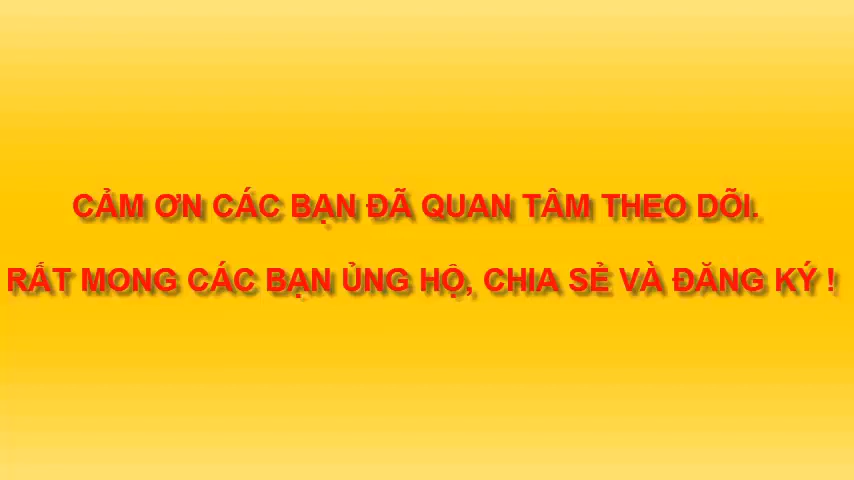 CẢM ƠN CÁC BẠN ĐÃ QUAN TÂM THEO DÕI.
RẤT MONG CÁC BẠN ỦNG HỘ, CHIA SẺ VÀ ĐĂNG KÝ !